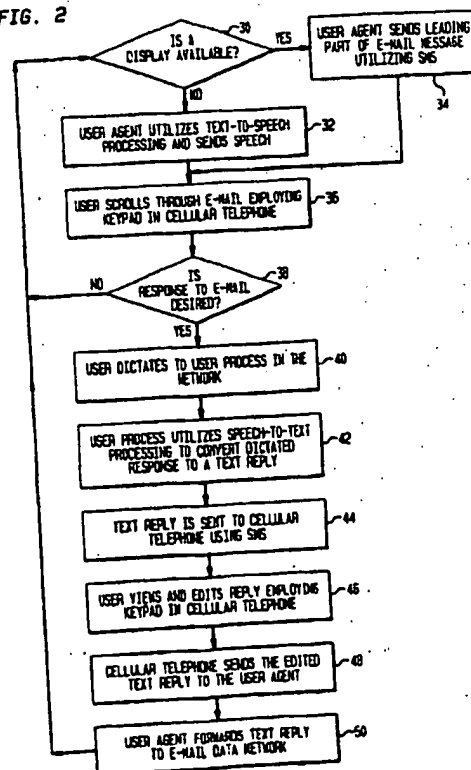 FIG. 2
IS A
DISPLAY AVAILABLE?
30
YES
USER AGENT SENDS LEADING
PART OF E-MAIL MESSAGE
UTILIZING SMS
34
NO
USER AGENT UTILIZES TEXT-TO-SPEECH
PROCESSING AND SENDS SPEECH
32
USER SCROLLS THROUGH E-MAIL EMPLOYING
KEYPAD IN CELLULAR TELEPHONE
36
IS
RESPONSE TO E-MAIL
DESIRED?
38
NO
YES
USER DICTATES TO USER PROCESS IN THE
NETWORK
40
USER PROCESS UTILIZES SPEECH-TO-TEXT
PROCESSING TO CONVERT DICTATED
RESPONSE TO A TEXT REPLY
42
TEXT REPLY IS SENT TO CELLULAR
TELEPHONE USING SMS
44
USER VIEWS AND EDITS REPLY EMPLOYING
KEYPAD IN CELLULAR TELEPHONE
46
CELLULAR TELEPHONE SENDS THE EDITED
TEXT REPLY TO THE USER AGENT
48
USER AGENT FORWARDS TEXT REPLY
TO E-MAIL DATA NETWORK
50